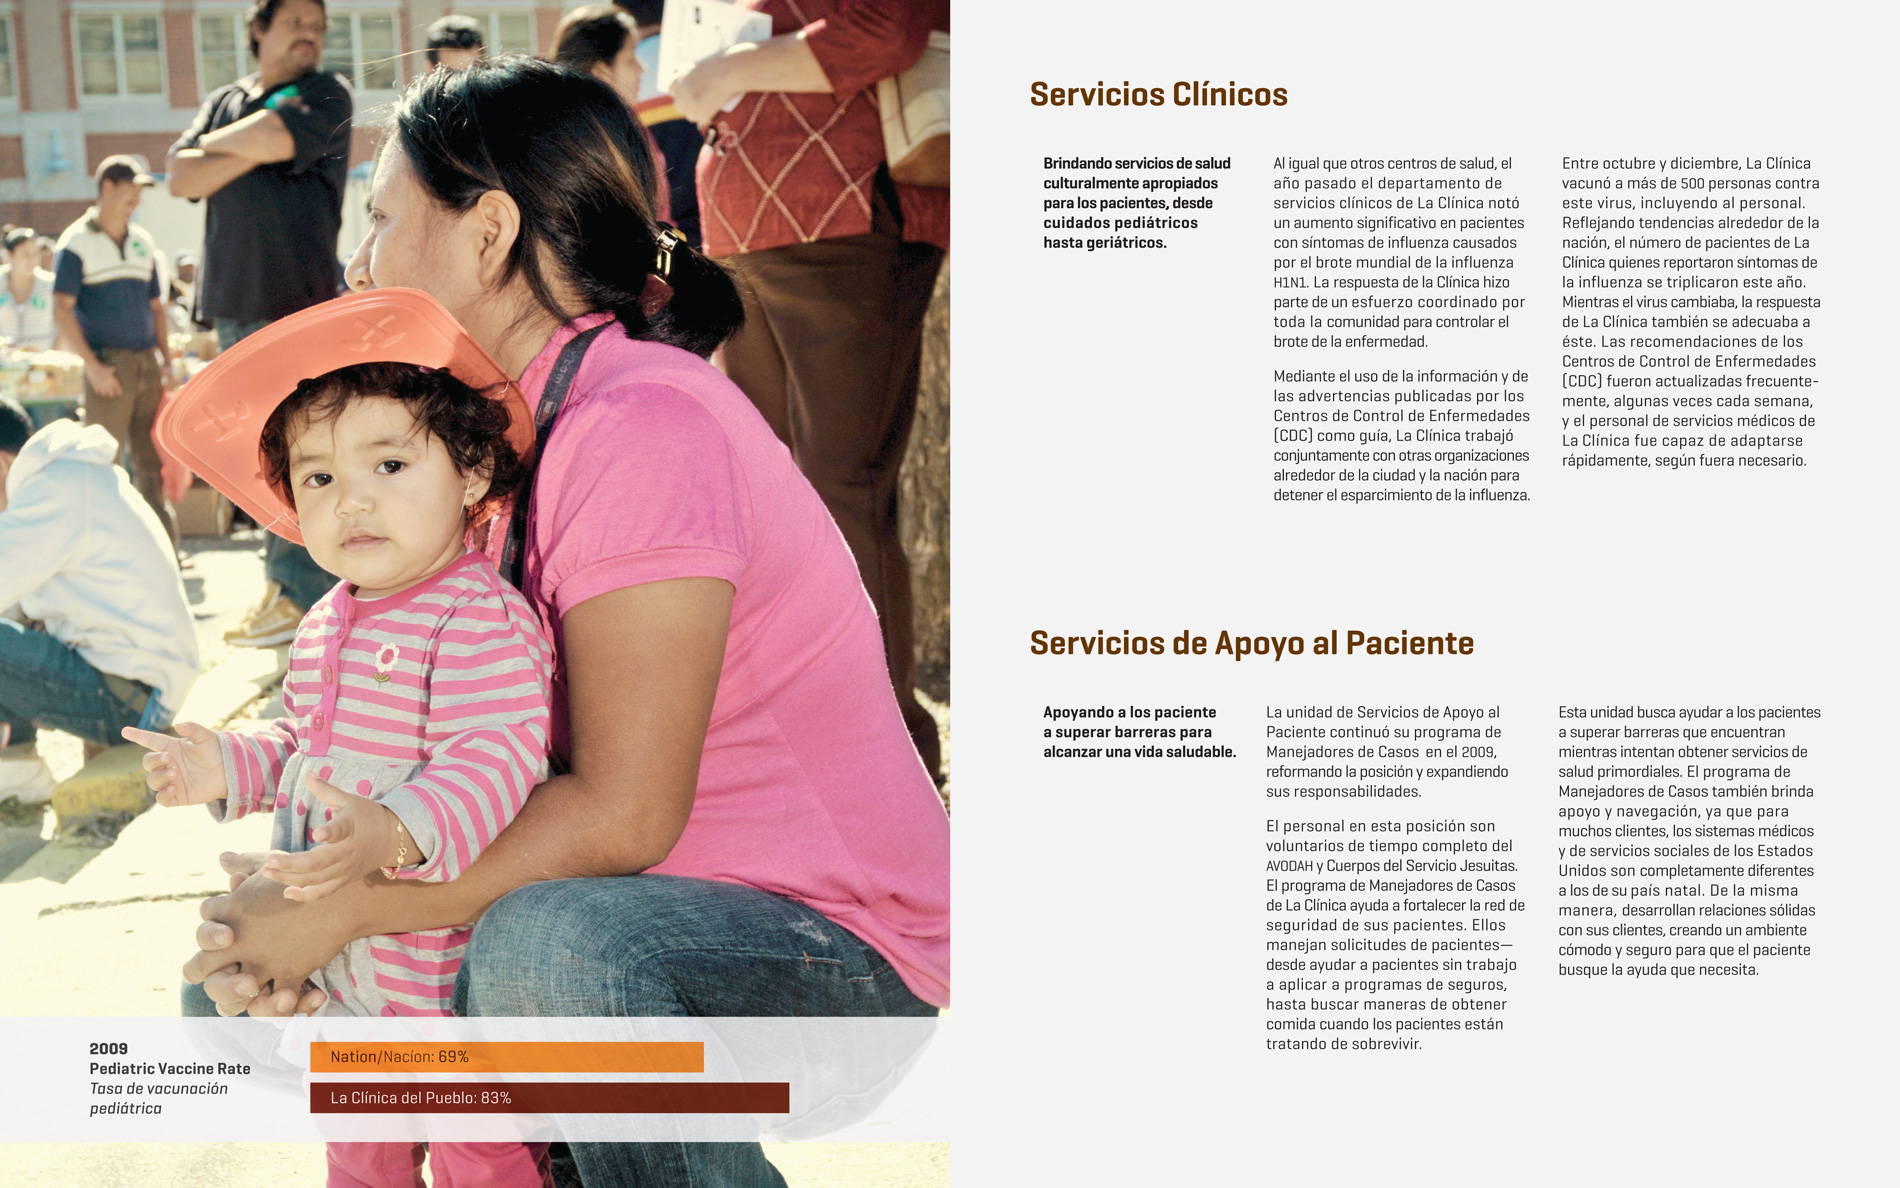 2009
Pediatric Vaccine Rate
Tasa de vacunación
pediátrica
Nation/Nacíon: 69%
La Clínica del Pueblo: 83%
Servicios Clínicos
Brindando servicios de salud
culturalmente apropiados
para los pacientes, desde
cuidados pediátricos
hasta geriátricos.
Al igual que otros centros de salud, el
año pasado el departamento de
servicios clínicos de La Clínica notó
un aumento significativo en pacientes
con síntomas de influenza causados
por el brote mundial de la influenza
H1N1. La respuesta de la Clínica hizo
parte de un esfuerzo coordinado por
toda la comunidad para controlar el
brote de la enfermedad.
Mediante el uso de la información y de
las advertencias publicadas por los
Centros de Control de Enfermedades
(CDC) como guía, La Clínica trabajó
conjuntamente con otras organizaciones
alrededor de la ciudad y la nación para
detener el esparcimiento de la influenza.
Entre octubre y diciembre, La Clínica
vacunó a más de 500 personas contra
este virus, incluyendo al personal.
Reflejando tendencias alrededor de la
nación, el número de pacientes de La
Clínica quienes reportaron síntomas de
la influenza se triplicaron este año.
Mientras el virus cambiaba, la respuesta
de La Clínica también se adecuaba a
éste. Las recomendaciones de los
Centros de Control de Enfermedades
(CDC) fueron actualizadas frecuente-
mente, algunas veces cada semana,
y el personal de servicios médicos de
La Clínica fue capaz de adaptarse
rápidamente, según fuera necesario.
Servicios de Apoyo al Paciente
Apoyando a los paciente
a superar barreras para
alcanzar una vida saludable.
La unidad de Servicios de Apoyo al
Paciente continuó su programa de
Manejadores de Casos en el 2009,
reformando la posición y expandiendo
sus responsabilidades.
El personal en esta posición son
voluntarios de tiempo completo del
AVODAH y Cuerpos del Servicio Jesuitas.
El programa de Manejadores de Casos
de La Clínica ayuda a fortalecer la red de
seguridad de sus pacientes. Ellos
manejan solicitudes de pacientes—
desde ayudar a pacientes sin trabajo
a aplicar a programas de seguros,
hasta buscar maneras de obtener
comida cuando los pacientes están
tratando de sobrevivir.
Esta unidad busca ayudar a los pacientes
a superar barreras que encuentran
mientras intentan obtener servicios de
salud primordiales. El programa de
Manejadores de Casos también brinda
apoyo y navegación, ya que para
muchos clientes, los sistemas médicos
y de servicios sociales de los Estados
Unidos son completamente diferentes
a los de su país natal. De la misma
manera, desarrollan relaciones sólidas
con sus clientes, creando un ambiente
cómodo y seguro para que el paciente
busque la ayuda que necesita.